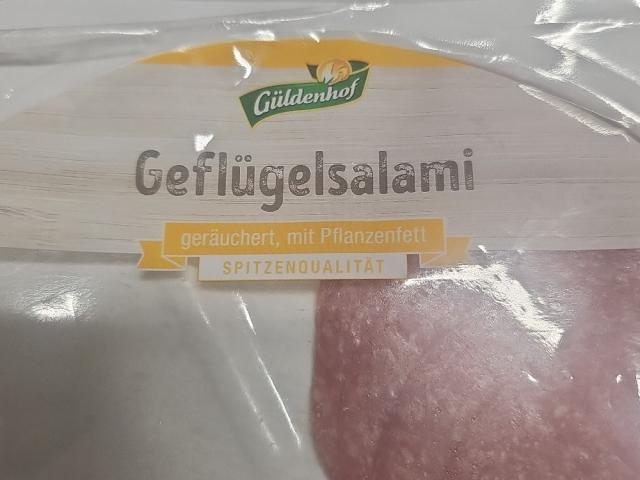 Güldenhof
Geflügelsalami
geräuchert, mit Pflanzenfett
SPITZENQUALITÄT